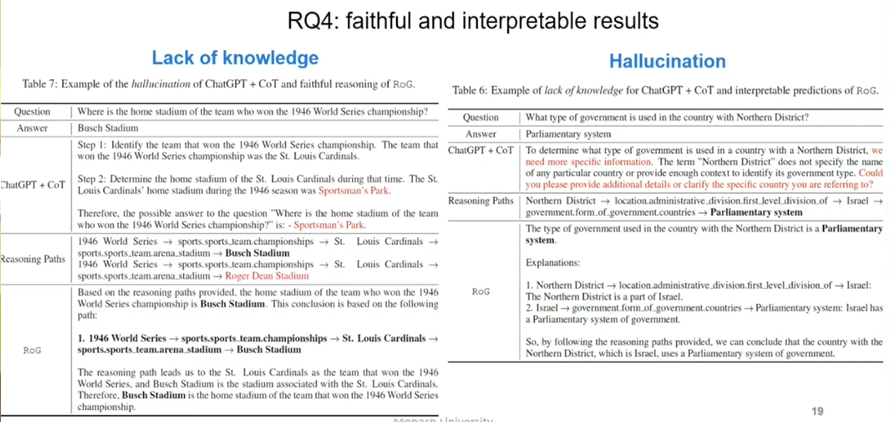 RQ4: faithful and interpretable results
Lack of knowledge
Table 7: Example of the hallucination of ChatGPT + CoT and faithful reasoning of RoG.
Question
Where is the home stadium of the team who won the 1946 World Series championship?
Answer
Busch Stadium
ChatGPT + CoT
Step 1: Identify the team that won the 1946 World Series championship. The team that
won the 1946 World Series championship was the St. Louis Cardinals.
Step 2: Determine the home stadium of the St. Louis Cardinals during that time. The St.
Louis Cardinals' home stadium during the 1946 season was Sportsman's Park.
Therefore, the possible answer to the question "Where is the home stadium of the team
who won the 1946 World Series championship?" is: - Sportsman's Park.
Reasoning Paths
1946 World Series → sports.sports_team.championships → St. Louis Cardinals →
sports.sports_team.arena_stadium → Busch Stadium
1946 World Series → sports.sports_team.championships → St. Louis Cardinals →
sports.sports_team.arena_stadium → Roger Dean Stadium
RoG
Based on the reasoning paths provided, the home stadium of the team who won the 1946
World Series championship is Busch Stadium. This conclusion is based on the following
path:
1. 1946 World Series → sports.sports_team.championships → St. Louis Cardinals →
sports.sports_team.arena_stadium → Busch Stadium
The reasoning path leads us to the St. Louis Cardinals as the team that won the 1946
World Series, and Busch Stadium is the stadium associated with the St. Louis Cardinals.
Therefore, Busch Stadium is the home stadium of the team that won the 1946 World Series
championship.
Hallucination
Table 6: Example of lack of knowledge for ChatGPT + CoT and interpretable predictions of RoG.
Question
What type of government is used in the country with Northern District?
Answer
Parliamentary system
ChatGPT + CoT
To determine what type of government is used in a country with a Northern District, we
need more specific information. The term "Northern District" does not specify the name
of any particular country or provide enough context to identify its government type. Could
you please provide additional details or clarify the specific country you are referring to?
Reasoning Paths
Northern District → location.administrative_division.first_level_division_of → Israel →
government.form_of_government.countries → Parliamentary system
RoG
The type of government used in the country with the Northern District is a Parliamentary
system.
Explanations:
1. Northern District → location.administrative_division.first_level_division_of → Israel:
The Northern District is a part of Israel.
2. Israel → government.form_of_government.countries → Parliamentary system: Israel has
a Parliamentary system of government.
So, by following the reasoning paths provided, we can conclude that the country with the
Northern District, which is Israel, uses a Parliamentary system of government.
Monash University
19